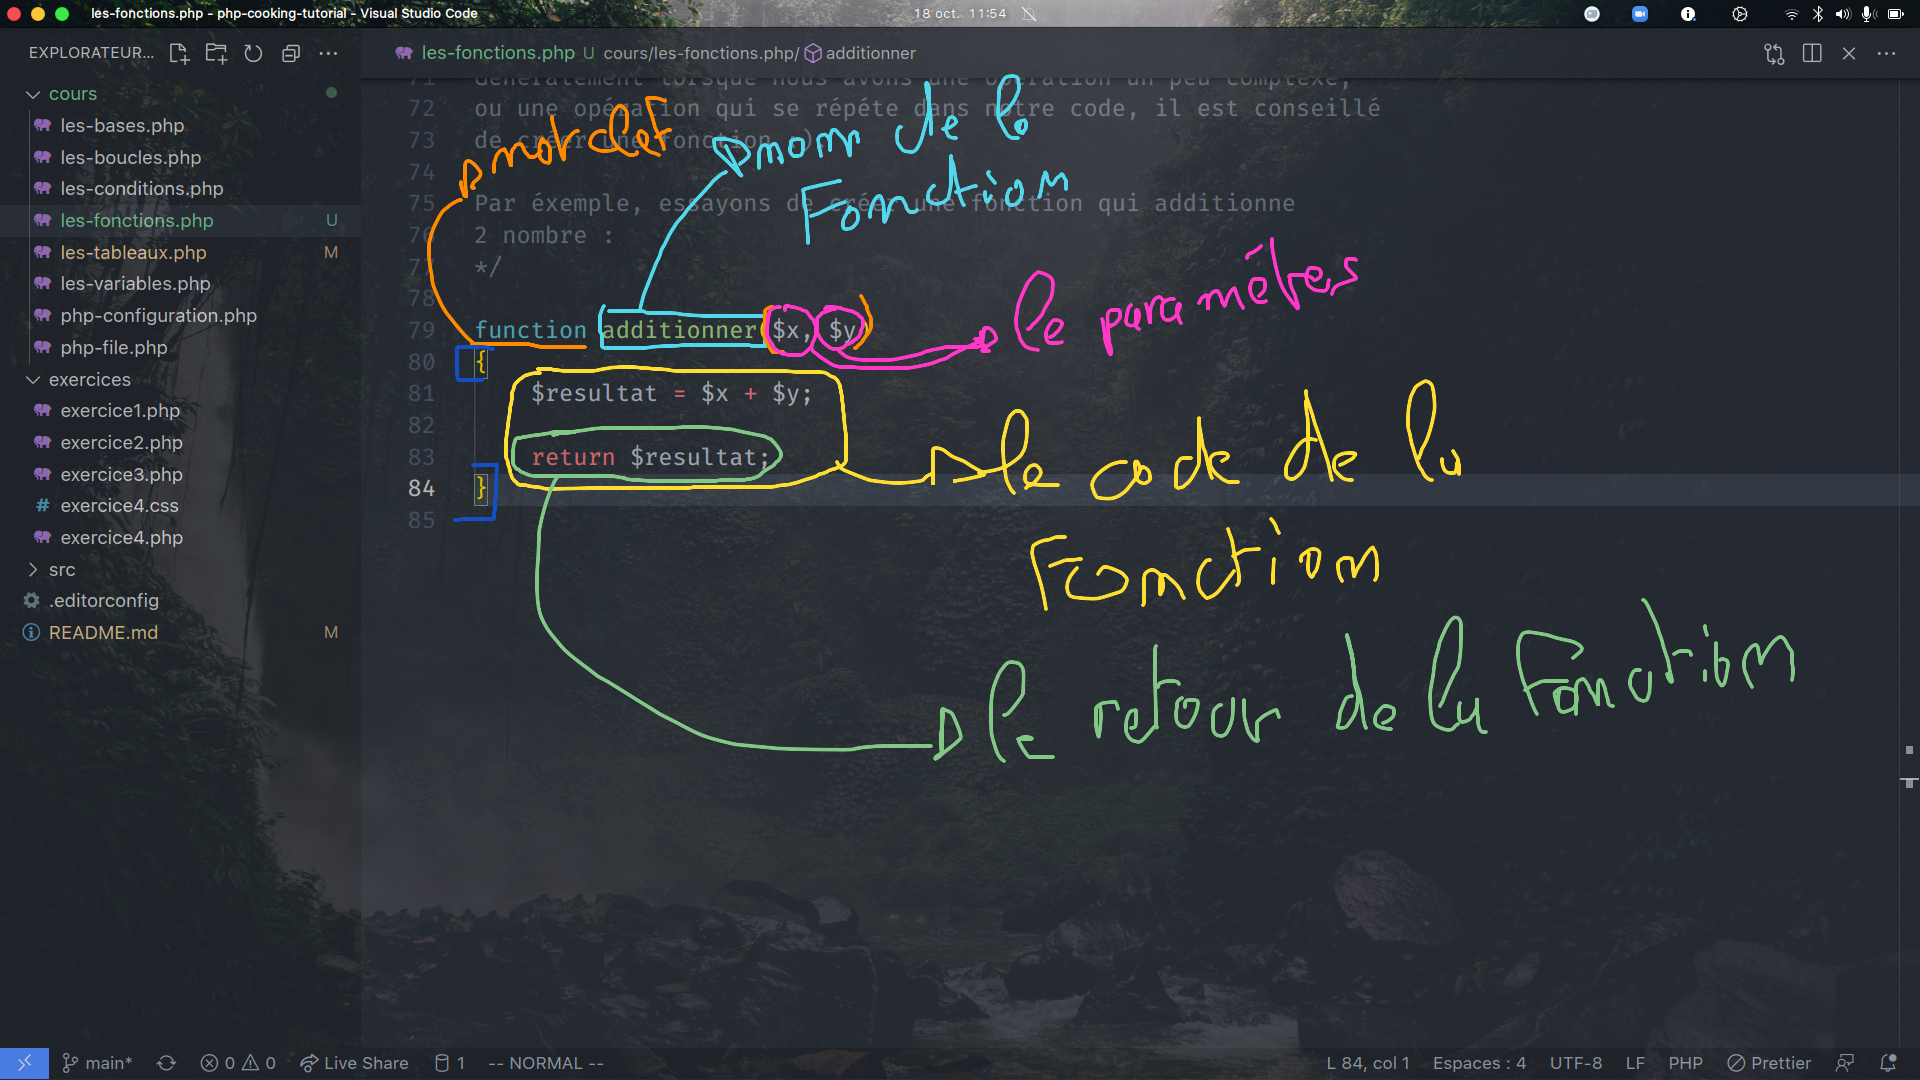 les-fonctions.php - php-cooking-tutorial - Visual Studio Code
18 oct. 11:54
EXPLORATEUR...
les-fonctions.php U cours/les-fonctions.php/ additionner
cours
les-bases.php
les-boucles.php
les-conditions.php
les-fonctions.php U
les-tableaux.php M
les-variables.php
php-configuration.php
php-file.php
exercices
exercice1.php
exercice2.php
exercice3.php
exercice4.css
exercice4.php
src
.editorconfig
README.md M
71 Généralement lorsque nous avons une opération un peu complexe,
72 ou une opération qui se répéte dans notre code, il est conseillé
73 de créer une fonction :).
74
75 Par éxemple, essayons de créer une fonction qui additionne
76 2 nombre :
77 */
78
79 function additionner($x, $y)
80 {
81 $resultat = $x + $y;
82
83 return $resultat;
84 }
85
mot clef
nom de la
Fonction
le paramètres
le code de la
Fonction
le retour de la Fonction
main* 0 0 Live Share 1 -- NORMAL --
L 84, col 1 Espaces : 4 UTF-8 LF PHP Prettier